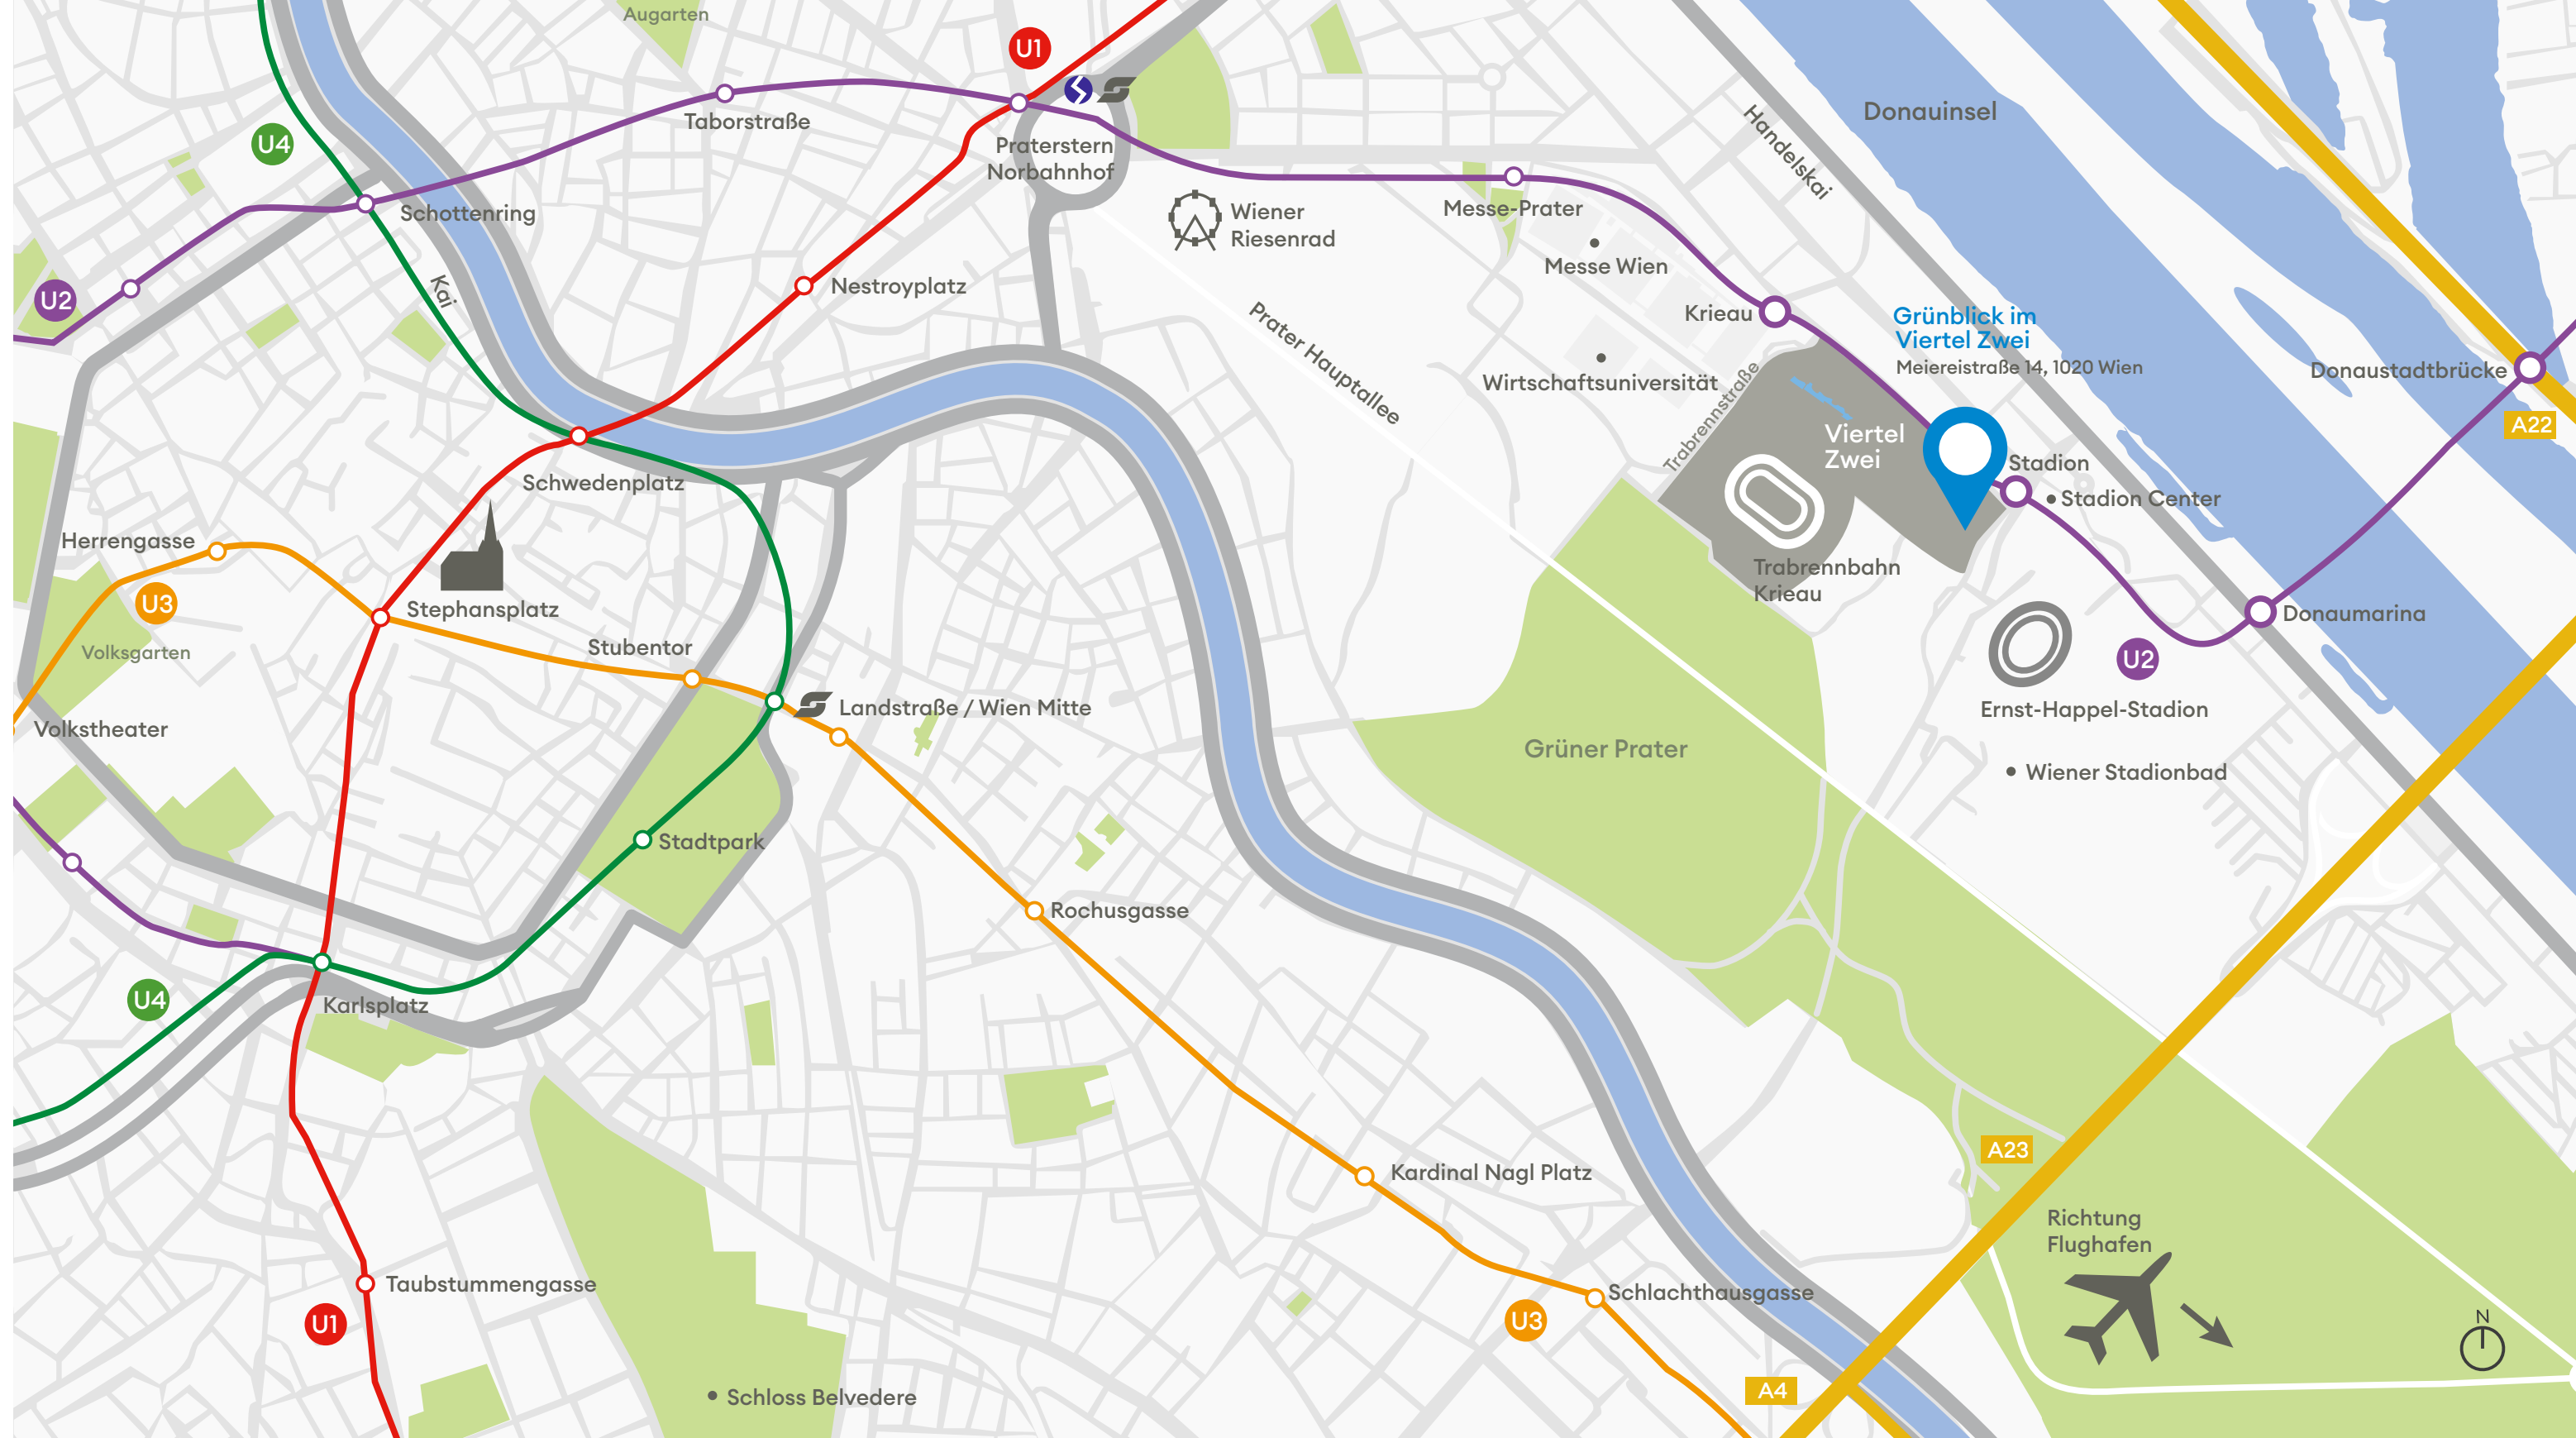 Augarten
U1
Donauinsel
Handelskai
Taborstraße
U4
Praterstern
Norbahnhof
Schottenring
Wiener
Riesenrad
Messe-Prater
Messe Wien
Kai
Nestroyplatz
U2
Krieau
Prater Hauptallee
Grünblick im
Viertel Zwei
Meiereistraße 14, 1020 Wien
Donaustadtbrücke
Wirtschaftsuniversität
Trabrennstraße
A22
Viertel
Zwei
Stadion
Stadion Center
Schwedenplatz
Herrengasse
U3
Stephansplatz
Trabrennbahn
Krieau
Donaumarina
Stubentor
Volksgarten
U2
Landstraße / Wien Mitte
Ernst-Happel-Stadion
Volkstheater
Grüner Prater
Wiener Stadionbad
Stadtpark
Rochusgasse
U4
Karlsplatz
A23
Kardinal Nagl Platz
Richtung
Flughafen
Taubstummengasse
Schlachthausgasse
U1
U3
N
A4
Schloss Belvedere